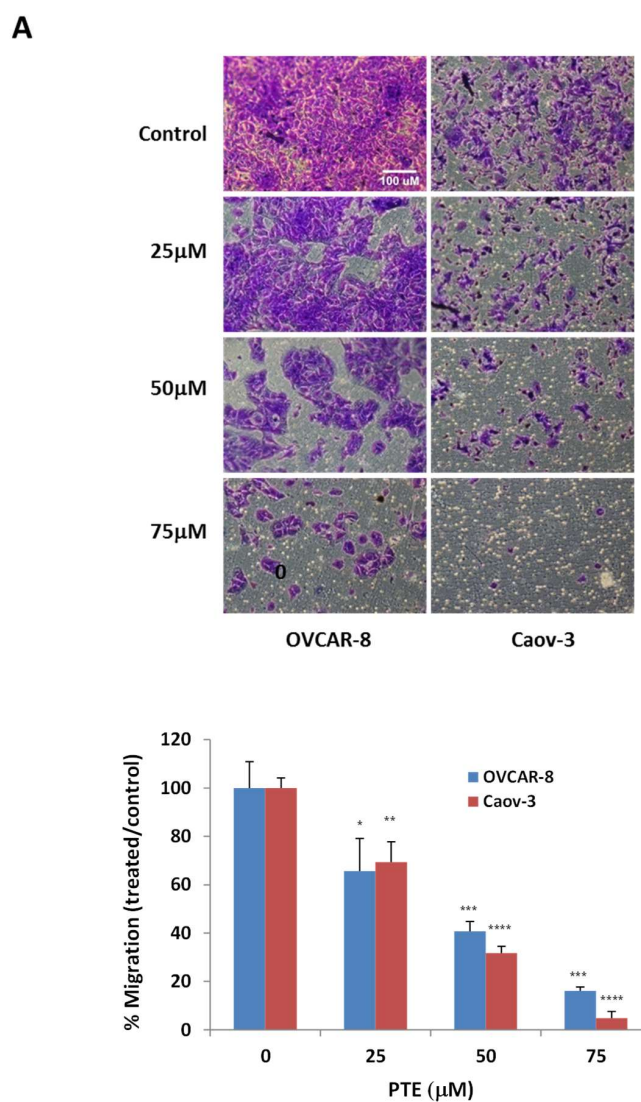 A
Control
100 uM
25μM
50μM
75μM
0
OVCAR-8 Caov-3
120
100
80
60
40
20
0
% Migration (treated/control)
OVCAR-8
Caov-3
* **
*** ****
*** ****
0 25 50 75
PTE (μM)